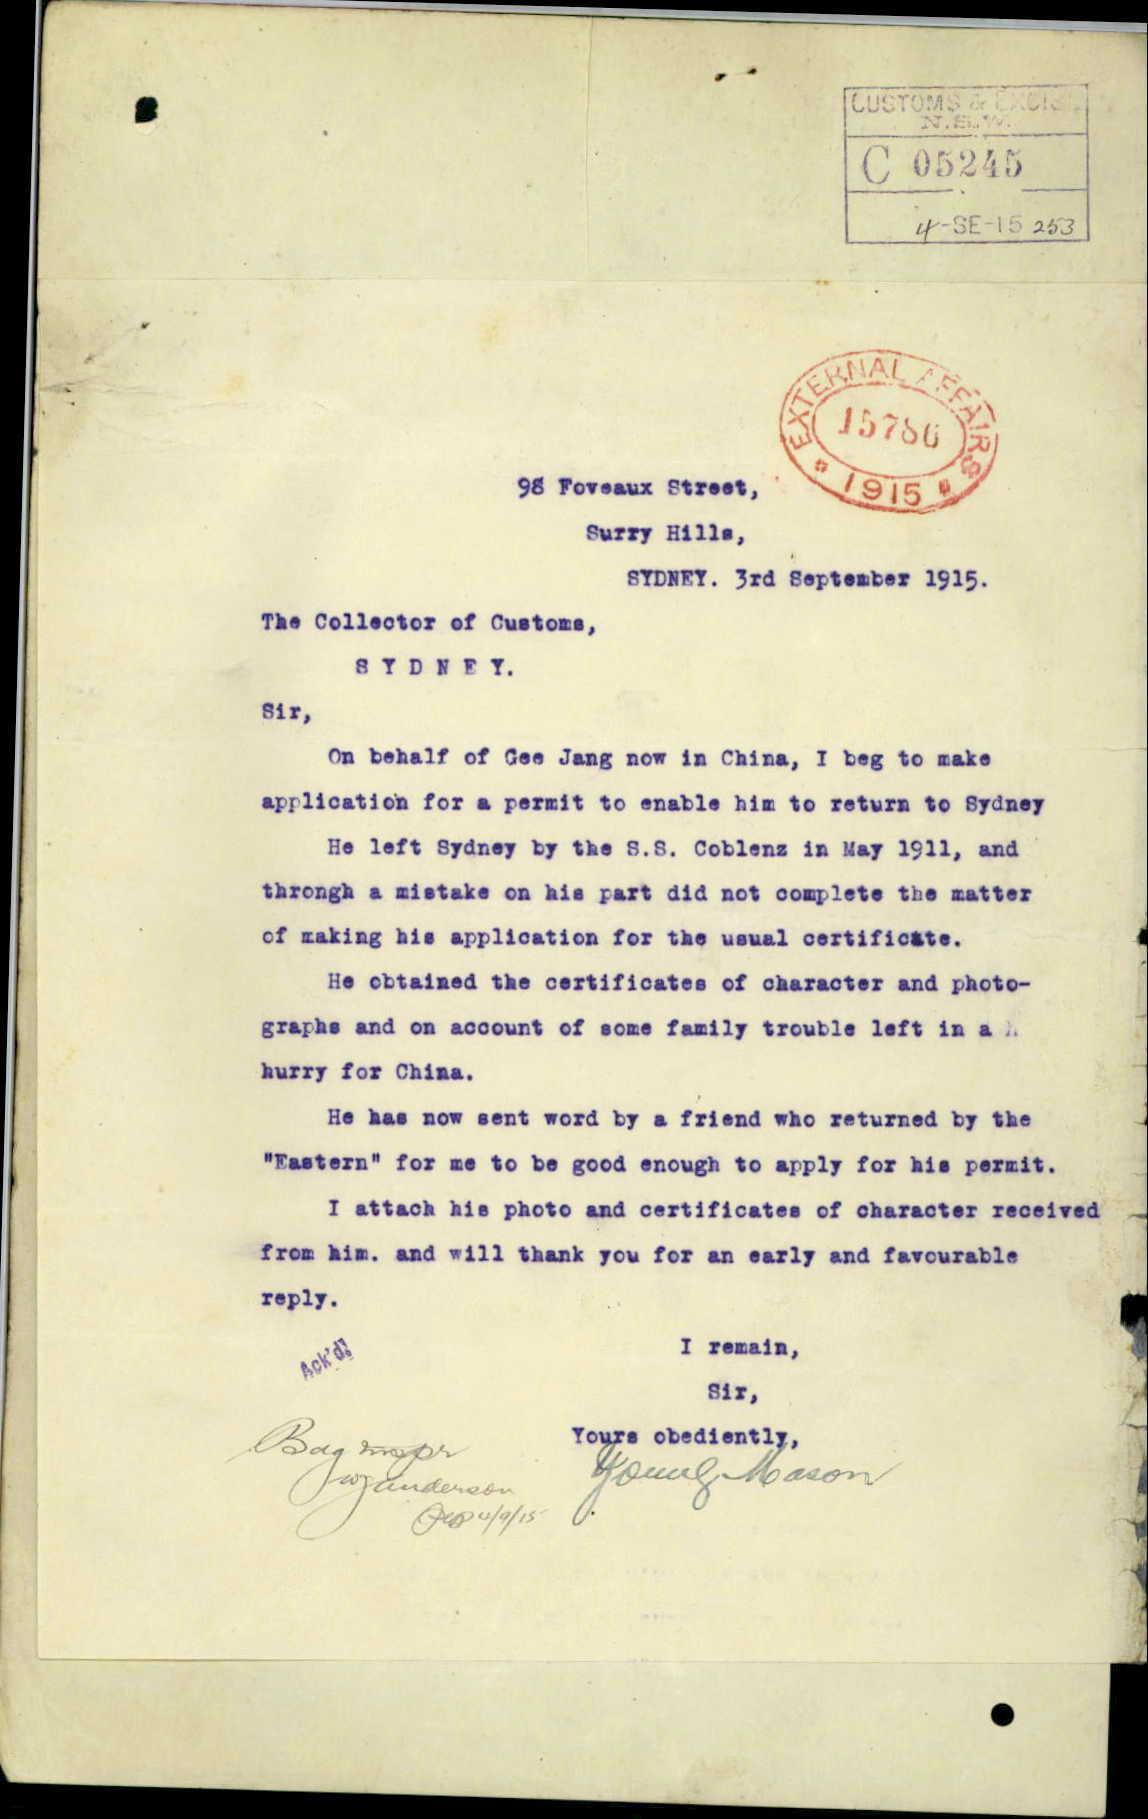 CUSTOMS & EXCISE
N.S.W.
C 05245
4-SE-15 253
EXTERNAL AFFAIRS
15786
1915
98 Foveaux Street,
Surry Hills,
SYDNEY. 3rd September 1915.
The Collector of Customs,
S Y D N E Y.
Sir,
On behalf of Gee Jang now in China, I beg to make
application for a permit to enable him to return to Sydney
He left Sydney by the S.S. Coblenz in May 1911, and
throngh a mistake on his part did not complete the matter
of making his application for the usual certificate.
He obtained the certificates of character and photo-
graphs and on account of some family trouble left in a h
hurry for China.
He has now sent word by a friend who returned by the
"Eastern" for me to be good enough to apply for his permit.
I attach his photo and certificates of character received
from him. and will thank you for an early and favourable
reply.
Ack'd.
I remain,
Sir,
Yours obediently,
Young Mason
Anderson
4/9/15